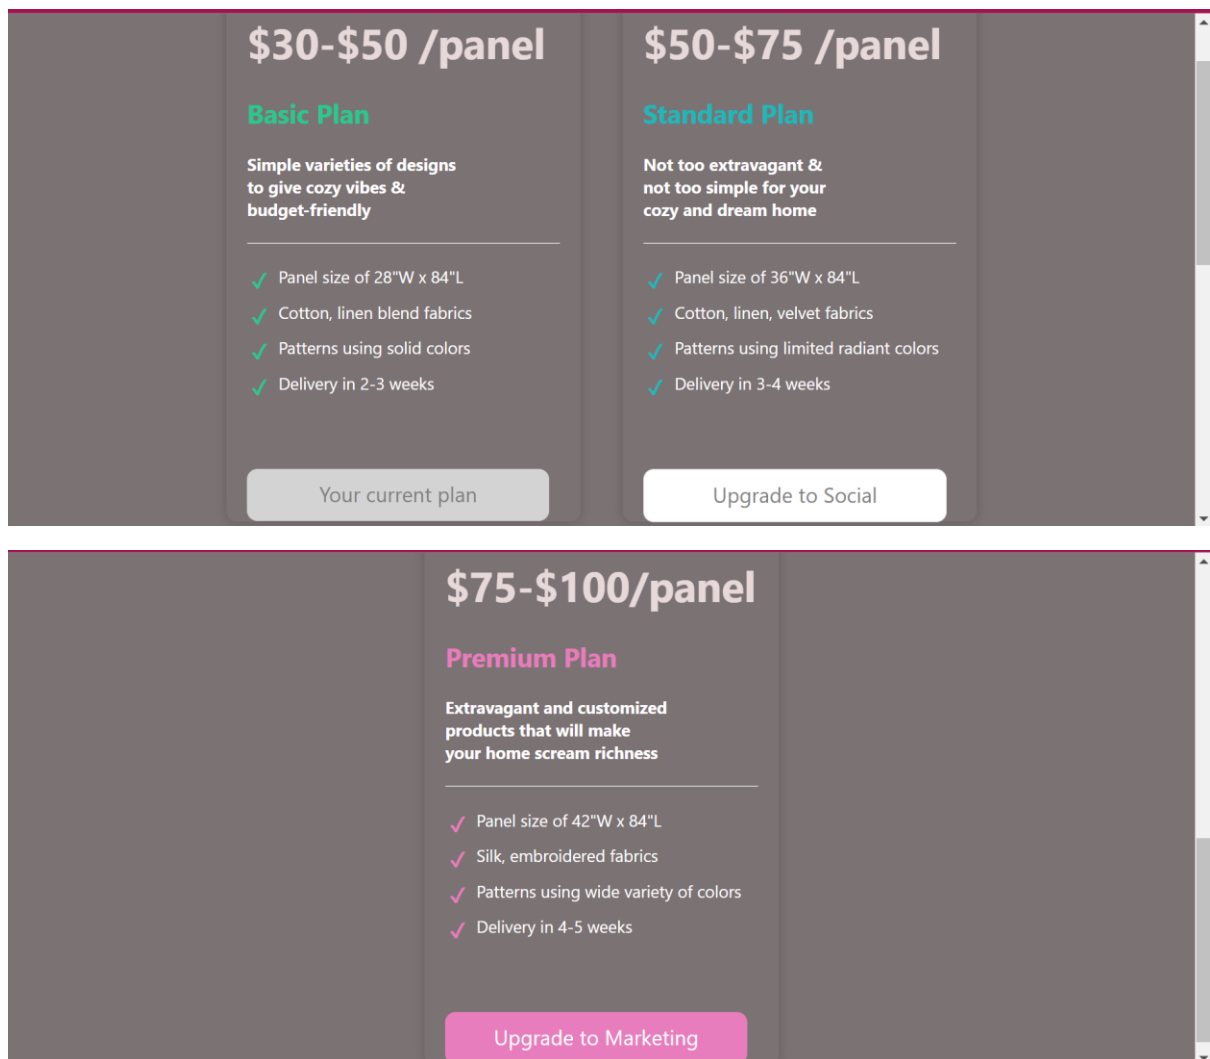 $30-$50 /panel
Basic Plan
Simple varieties of designs
to give cozy vibes &
budget-friendly
Panel size of 28"W x 84"L
Cotton, linen blend fabrics
Patterns using solid colors
Delivery in 2-3 weeks
Your current plan
$50-$75 /panel
Standard Plan
Not too extravagant &
not too simple for your
cozy and dream home
Panel size of 36"W x 84"L
Cotton, linen, velvet fabrics
Patterns using limited radiant colors
Delivery in 3-4 weeks
Upgrade to Social
$75-$100/panel
Premium Plan
Extravagant and customized
products that will make
your home scream richness
Panel size of 42"W x 84"L
Silk, embroidered fabrics
Patterns using wide variety of colors
Delivery in 4-5 weeks
Upgrade to Marketing